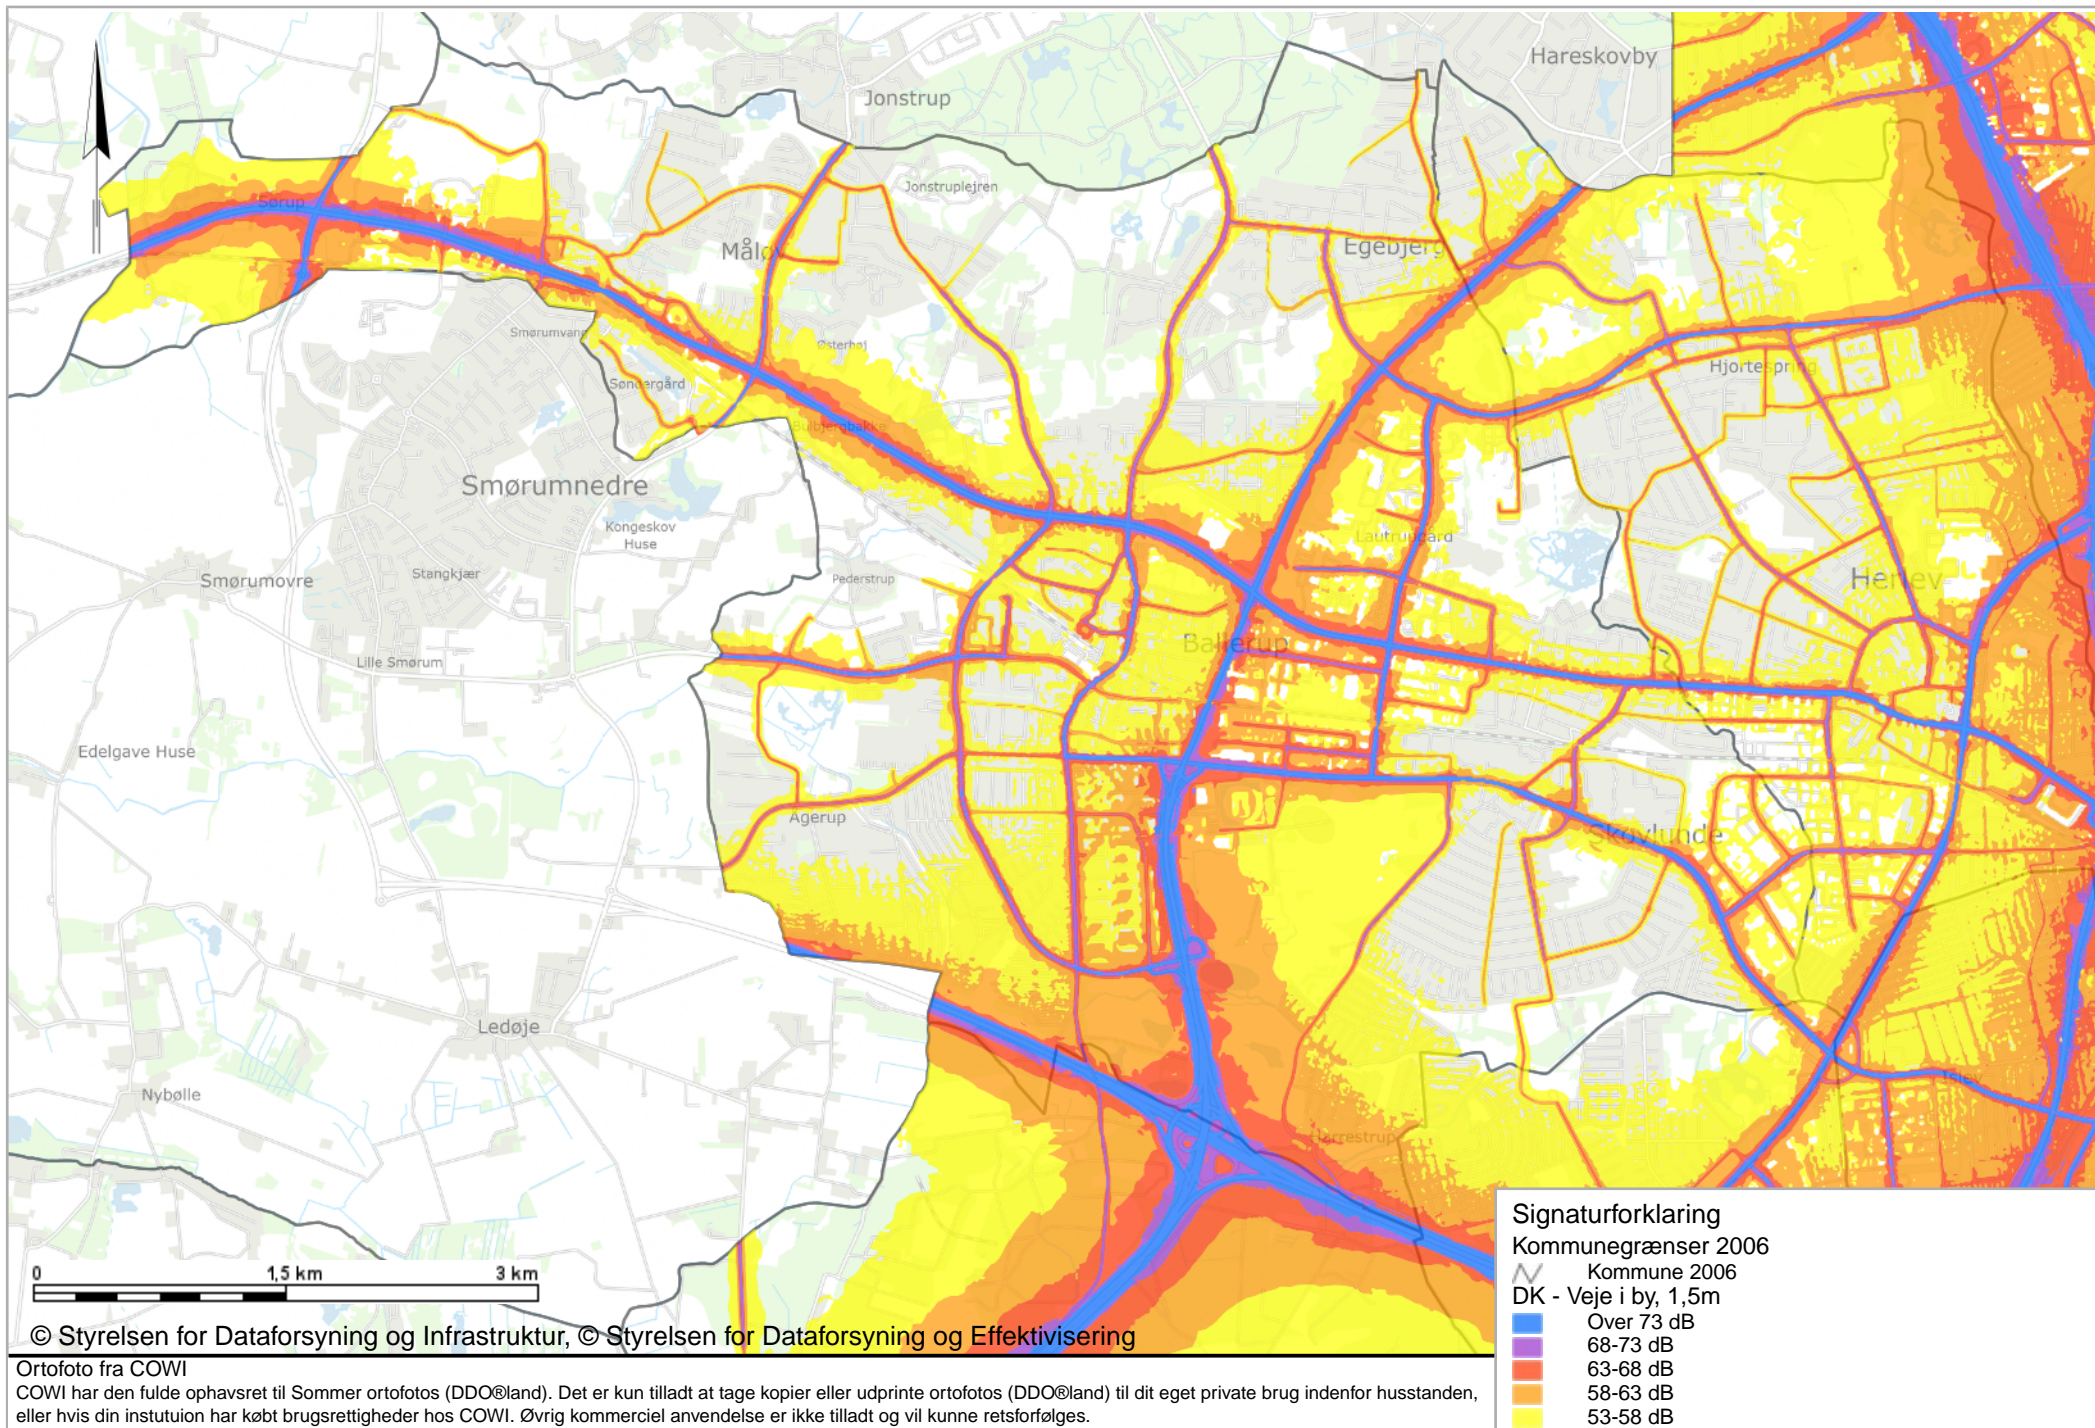 Hareskovby
Jonstrup
Jonstruplejren
Sørup
Måløv
Egebjerg
Smørumvang
Østerhøj
Søndergård
Hjortespring
Bulbjergbakke
Smørumnedre
Kongeskov
Huse
Lautrupgård
Stangkjær
Smørumovre
Pederstrup
Herlev
Ballerup
Lille Smørum
Edelgave Huse
Agerup
Skovlunde
Ledøje
Islev
Nybølle
Harrestrup
0 1,5 km 3 km
© Styrelsen for Dataforsyning og Infrastruktur, © Styrelsen for Dataforsyning og Effektivisering
Ortofoto fra COWI
COWI har den fulde ophavsret til Sommer ortofotos (DDO®land). Det er kun tilladt at tage kopier eller udprinte ortofotos (DDO®land) til dit eget private brug indenfor husstanden,
eller hvis din instutuion har købt brugsrettigheder hos COWI. Øvrig kommerciel anvendelse er ikke tilladt og vil kunne retsforfølges.
Signaturforklaring
Kommunegrænser 2006
Kommune 2006
DK - Veje i by, 1,5m
Over 73 dB
68-73 dB
63-68 dB
58-63 dB
53-58 dB